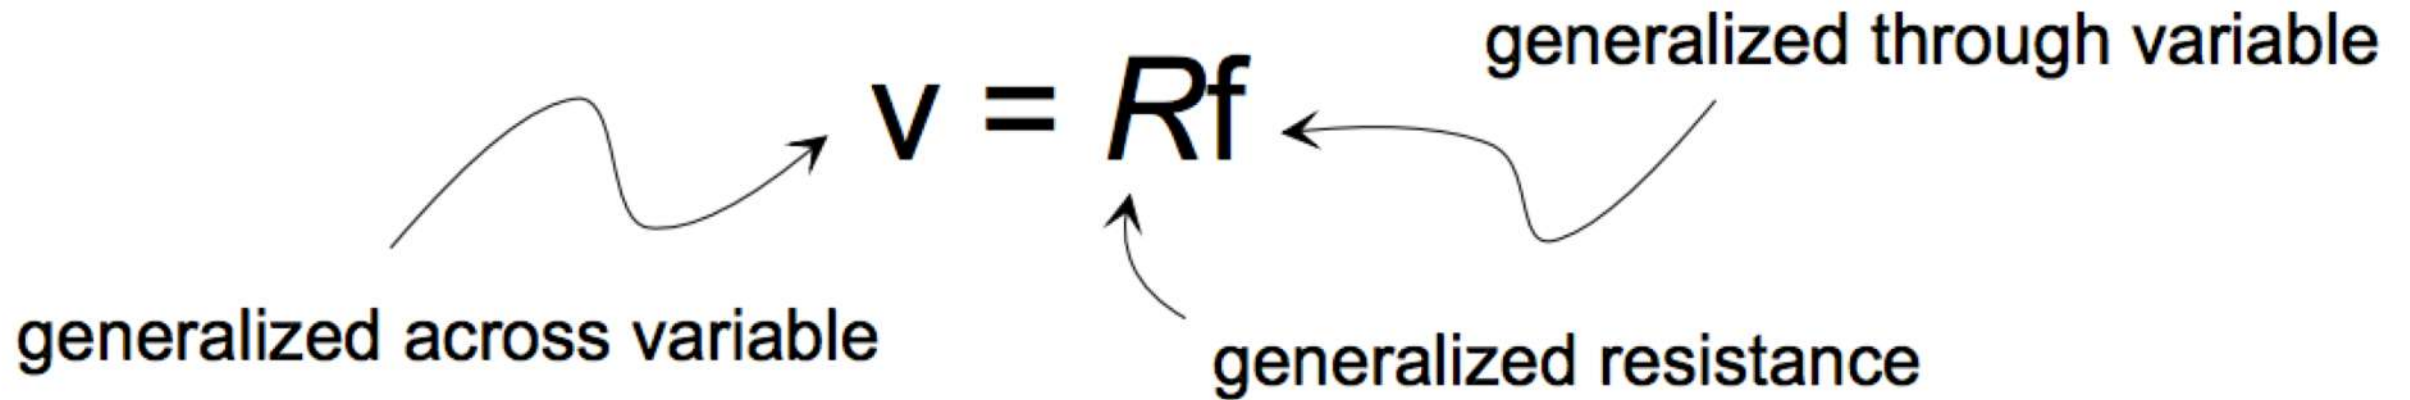 generalized through variable
v = Rf
generalized across variable
generalized resistance